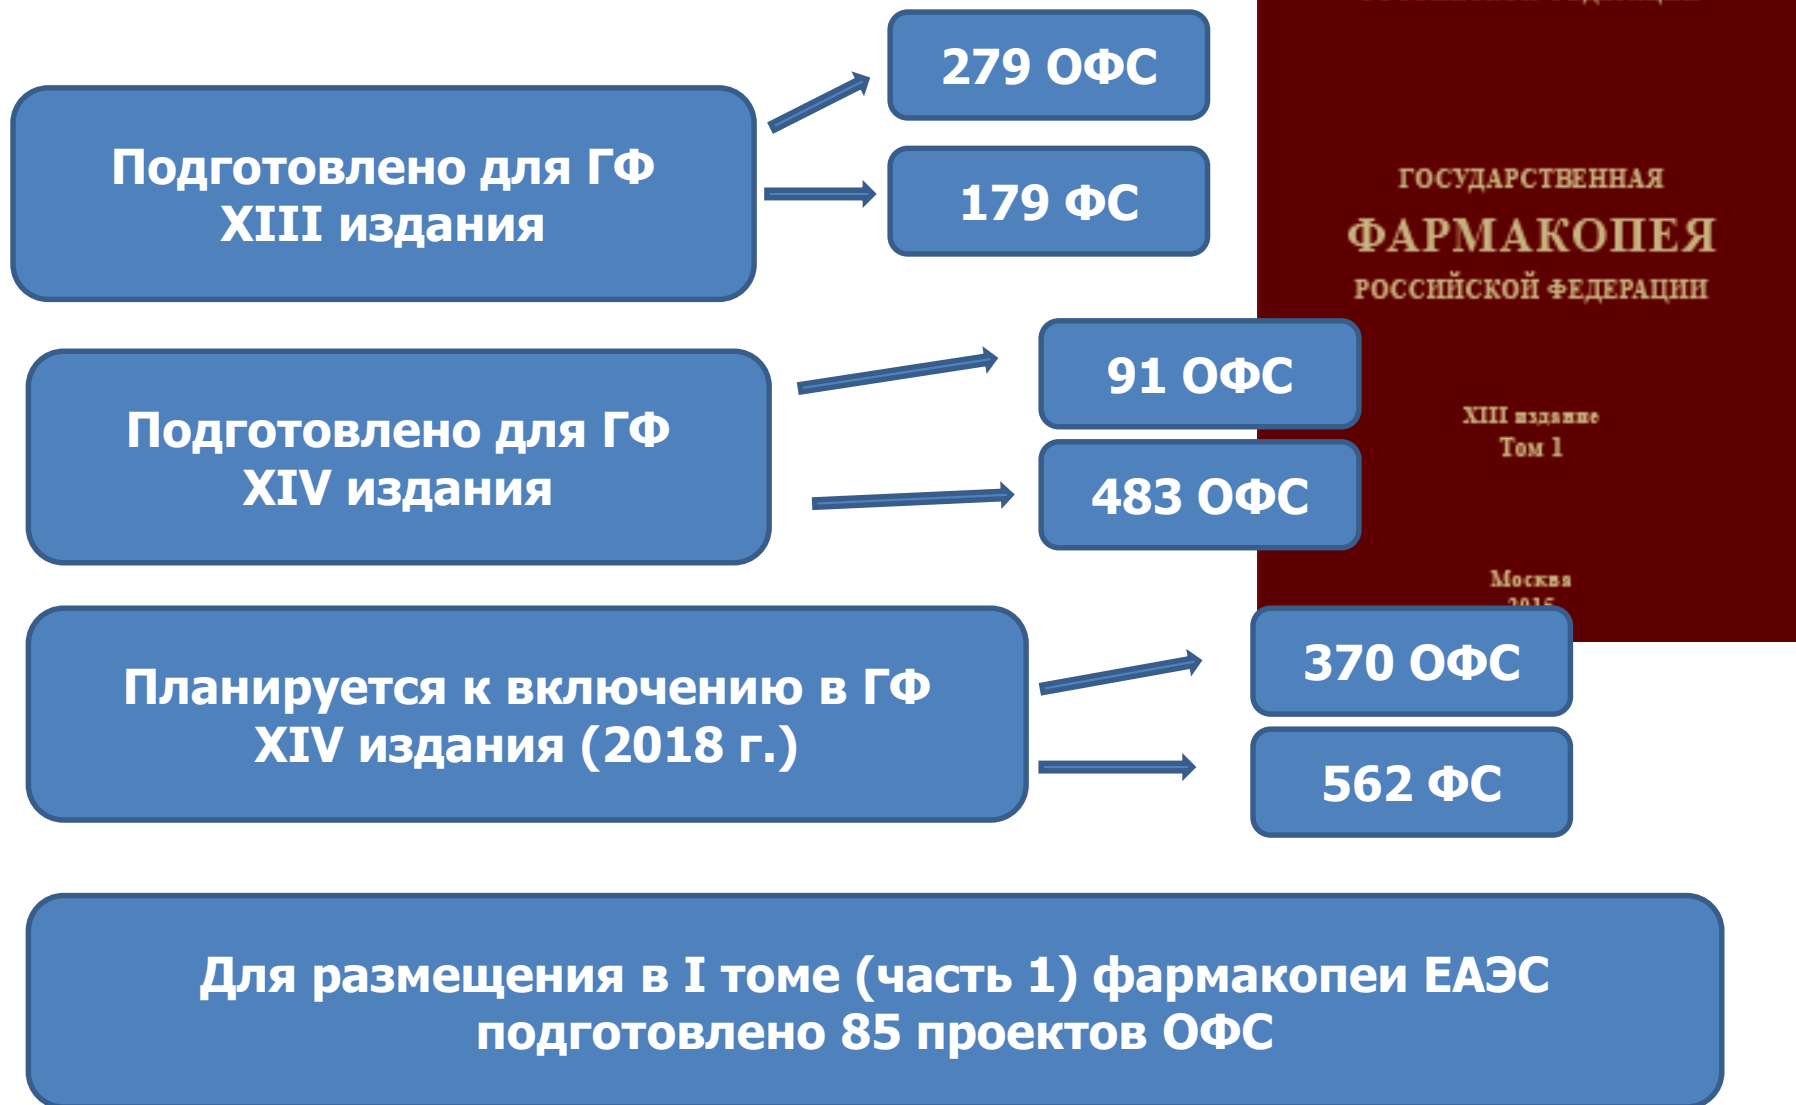 279 ОФС
Подготовлено для ГФ
XIII издания
179 ФС
ГОСУДАРСТВЕННАЯ
ФАРМАКОПЕЯ
РОССИЙСКОЙ ФЕДЕРАЦИИ
XIII издание
Том 1
Подготовлено для ГФ
XIV издания
91 ОФС
483 ОФС
Москва
Планируется к включению в ГФ
XIV издания (2018 г.)
370 ОФС
562 ФС
Для размещения в I томе (часть 1) фармакопеи ЕАЭС
подготовлено 85 проектов ОФС